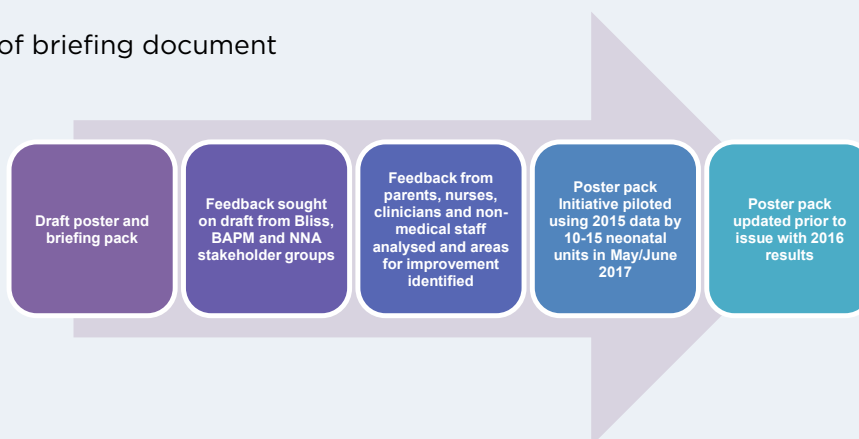 of briefing document
Draft poster and
briefing pack
Feedback sought
on draft from Bliss,
BAPM and NNA
stakeholder groups
Feedback from
parents, nurses,
clinicians and non-
medical staff
analysed and areas
for improvement
identified
Poster pack
Initiative piloted
using 2015 data by
10-15 neonatal
units in May/June
2017
Poster pack
updated prior to
issue with 2016
results